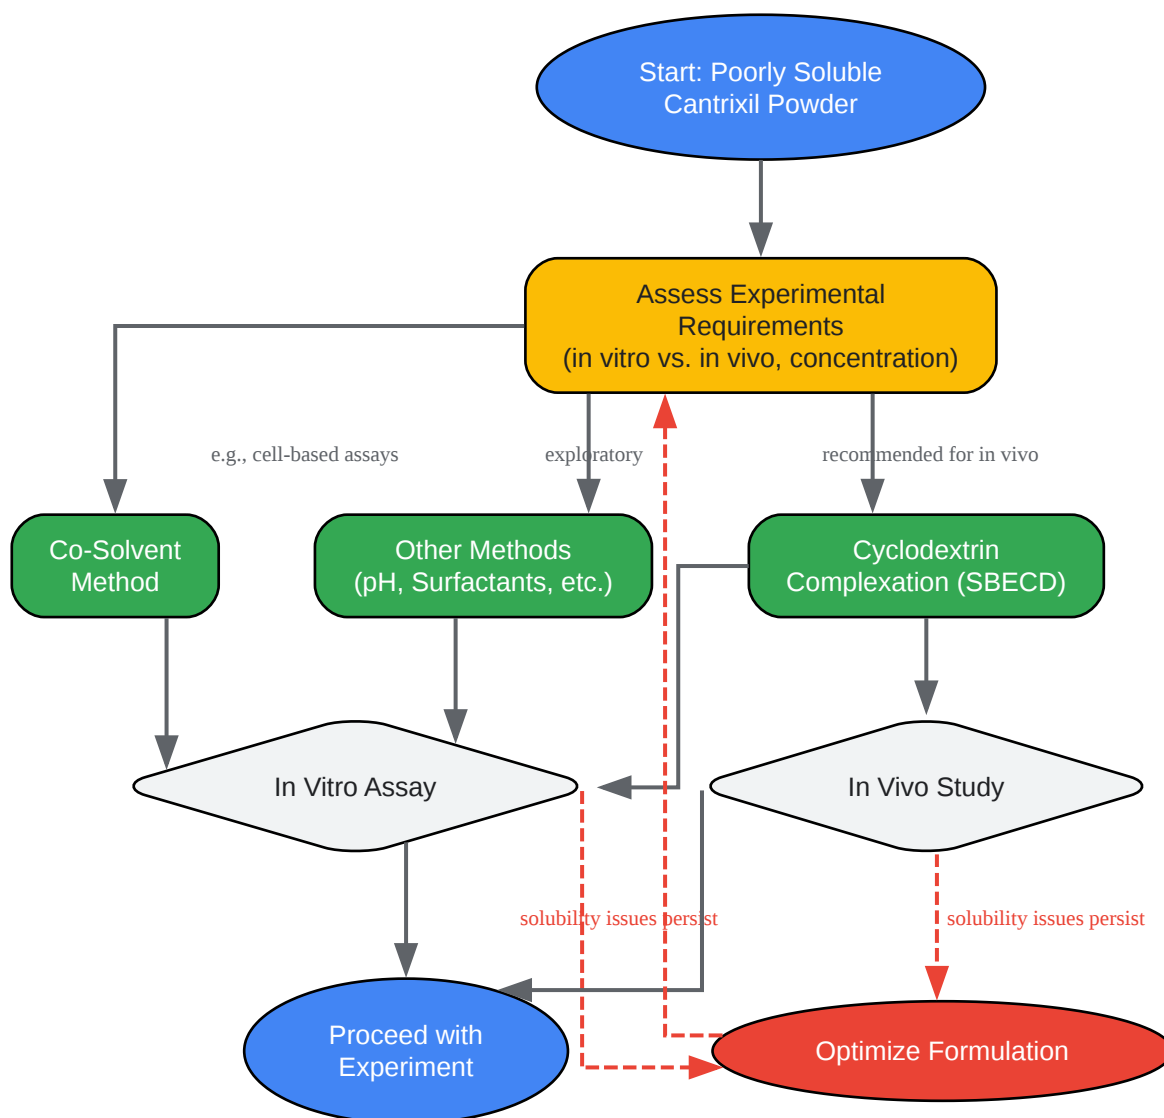 Start: Poorly Soluble
Cantrixil Powder
Assess Experimental
Requirements
(in vitro vs. in vivo, concentration)
e.g., cell-based assays
exploratory
recommended for in vivo
Co-Solvent
Method
Other Methods
(pH, Surfactants, etc.)
Cyclodextrin
Complexation (SBECD)
In Vitro Assay
In Vivo Study
solubility issues persist
solubility issues persist
Proceed with
Experiment
Optimize Formulation